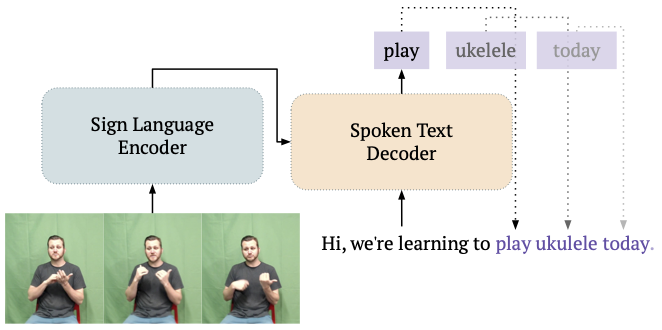 play ukelele today
Sign Language
Encoder
Spoken Text
Decoder
Hi, we're learning to play ukulele today.